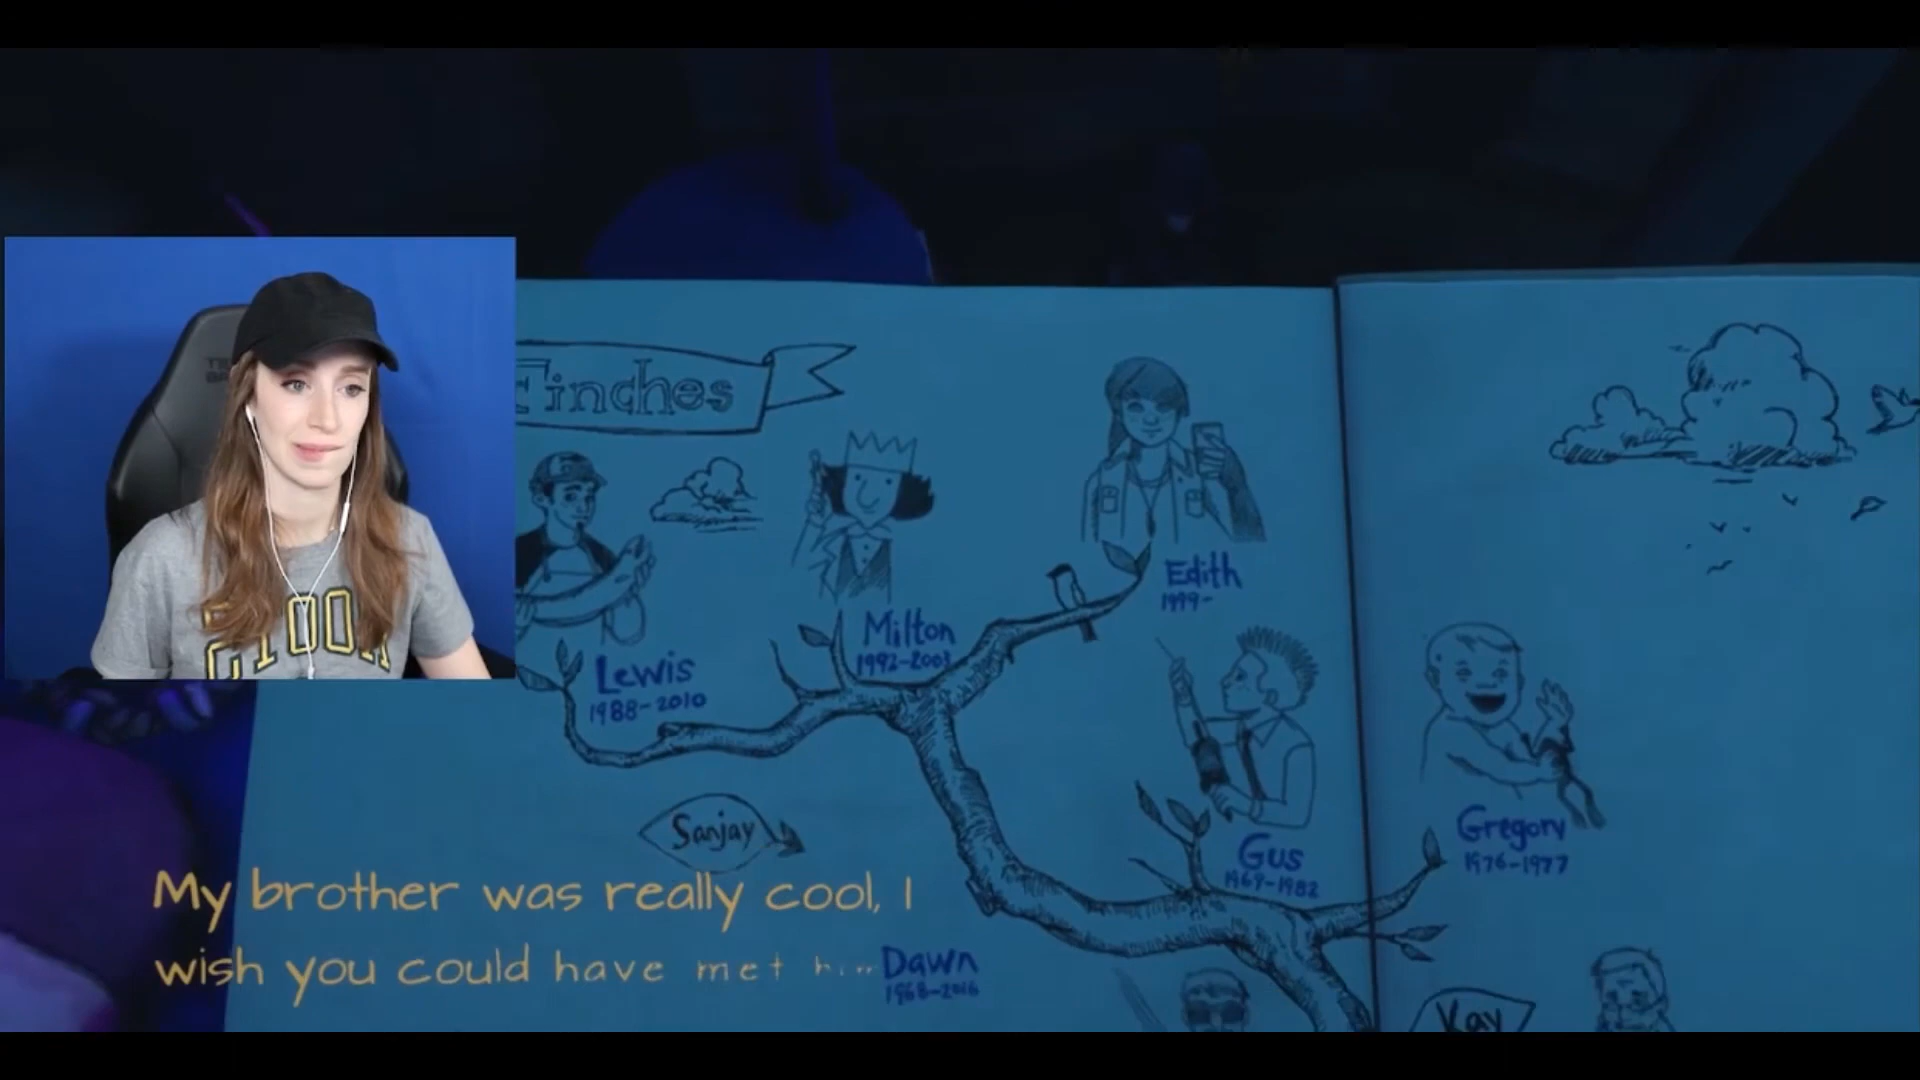 Finches
Edith
1999-
Milton
1992-2003
Lewis
1988-2010
Sanjay
Gus
1969-1982
Gregory
1976-1977
My brother was really cool, I
wish you could have met him
Dawn
1968-2016
Kay